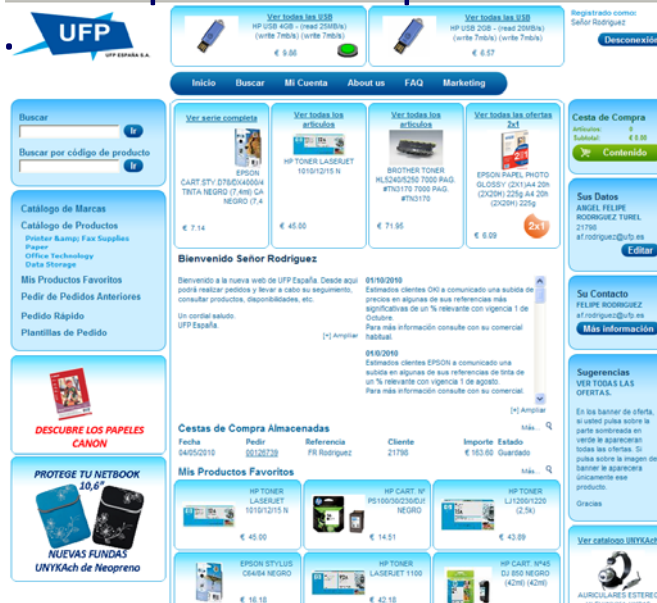 UFP
UFP ESPAÑA S.A.
Ver todas las USB
HP USB 4GB - (read 25MB/s)
(write 7mb/s) (write 7mb/s)
€ 9.86
Ver todas las USB
HP USB 2GB - (read 20MB/s)
(write 7mb/s) (write 7mb/s)
€ 6.57
Registrado como:
Señor Rodriguez
Desconexión
Inicio Buscar Mi Cuenta About us FAQ Marketing
Buscar
Ir
Buscar por código de producto
Ir
Catálogo de Marcas
Catálogo de Productos
Printer &amp; Fax Supplies
Paper
Office Technology
Data Storage
Mis Productos Favoritos
Pedir de Pedidos Anteriores
Pedido Rápido
Plantillas de Pedido
DESCUBRE LOS PAPELES
CANON
PROTEGE TU NETBOOK
10,6"
NUEVAS FUNDAS
UNYKAch de Neopreno
Ver serie completa
EPSON
CART.STY.D78/DX4000/4
TINTA NEGRO (7,4ml) CA
NEGRO (7,4
€ 7.14
Ver todas los
articulos
HP TONER LASERJET
1010/12/15 N
€ 45.00
Ver todas los
articulos
BROTHER TONER
HL5240/5250 7000 PAG.
#TN3170 7000 PAG.
#TN3170
€ 71.95
Ver todas las ofertas
2x1
EPSON PAPEL PHOTO
GLOSSY (2X1)A4 20h
(2X20H) 225g A4 20h
(2X20H) 225g
€ 6.09
2x1
Bienvenido Señor Rodriguez
Bienvenido a la nueva web de UFP España. Desde aquí
podrá realizar pedidos y llevar a cabo su seguimiento,
consultar productos, disponibilidades, etc.
Un cordial saludo.
UFP España.
[+] Ampliar
01/10/2010
Estimados clientes OKI a comunicado una subida de
precios en algunas de sus referencias más
significativas de un % relevante con vigencia 1 de
Octubre.
Para más información consulte con su comercial
habitual.
01/0/2010
Estimados clientes EPSON a comunicado una
subida en algunas de sus referencias de tinta de
un % relevante con vigencia 1 de agosto.
Para más información consulte con su comercial
[+] Ampliar
Cestas de Compra Almacenadas
Más...
Fecha Pedir Referencia Cliente Importe Estado
04/05/2010 00126739 FR Rodriguez 21798 € 163.60 Guardado
Mis Productos Favoritos
Más...
HP TONER
LASERJET
1010/12/15 N
€ 45.00
HP CART. Nº
PS100/30/230/DJ!
NEGRO
€ 14.51
HP TONER
LJ1200/1220
(2,5k)
€ 43.89
EPSON STYLUS
C64/84 NEGRO
€ 16.18
HP TONER
LASERJET 1100
€ 42.18
HP CART. Nº45
DJ 850 NEGRO
(42ml) (42ml)
Cesta de Compra
Articulos: 0
Subtotal: € 0.00
Contenido
Sus Datos
ANGEL FELIPE
RODRIGUEZ TURIEL
21798
af.rodriguez@ufp.es
Editar
Su Contacto
FELIPE RODRIGUEZ
af.rodriguez@ufp.es
Más información
Sugerencias
VER TODAS LAS
OFERTAS.
En los banner de oferta,
si usted pulsa sobre la
parte sombreada en
verde le apareceran
todas las ofertas. Si
pulsa sobre la imagen de
banner le aparecera
únicamente ese
producto.
Gracias
Ver catalogo UNYKAch
AURICULARES ESTEREO